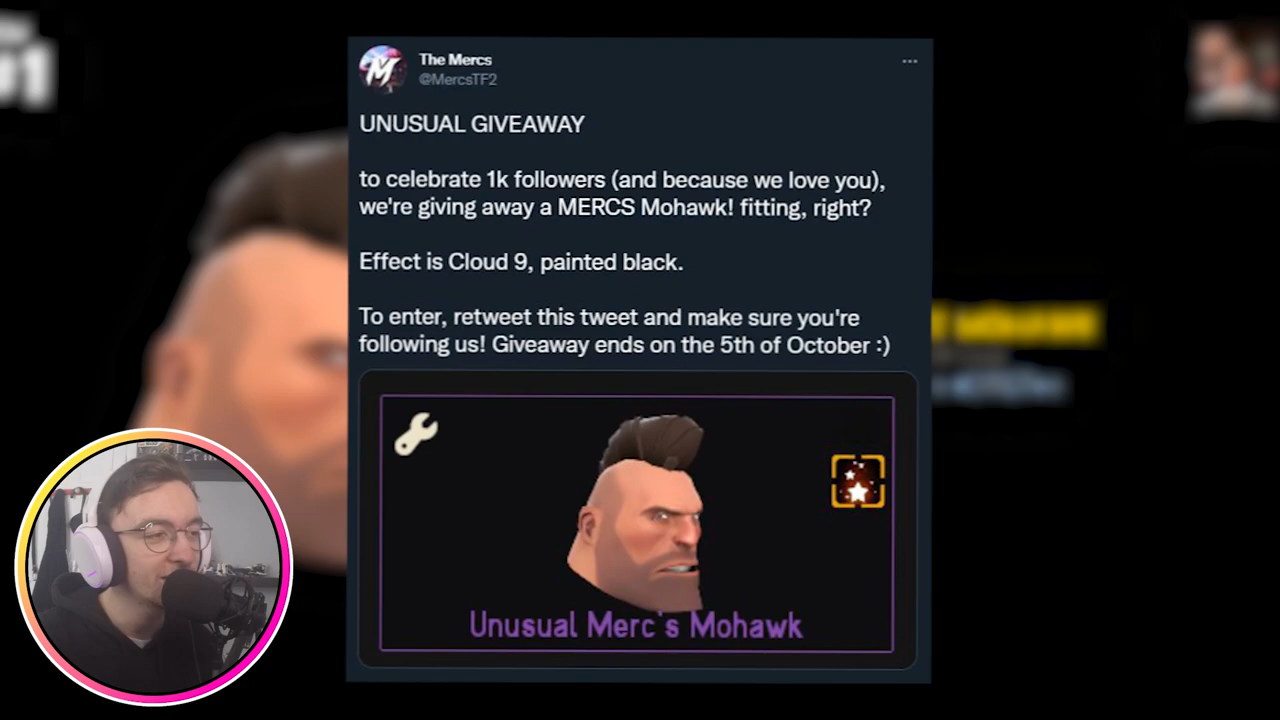 The Mercs
@MercsTF2
UNUSUAL GIVEAWAY
to celebrate 1k followers (and because we love you),
we're giving away a MERCS Mohawk! fitting, right?
Effect is Cloud 9, painted black.
To enter, retweet this tweet and make sure you're
following us! Giveaway ends on the 5th of October :)
Unusual Merc's Mohawk